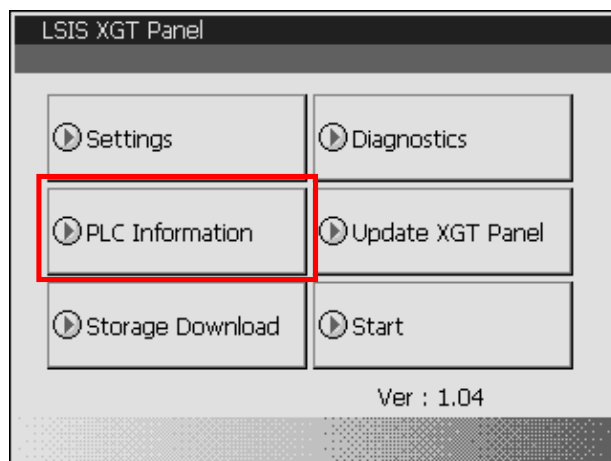 LSIS XGT Panel
Settings
Diagnostics
PLC Information
Update XGT Panel
Storage Download
Start
Ver : 1.04